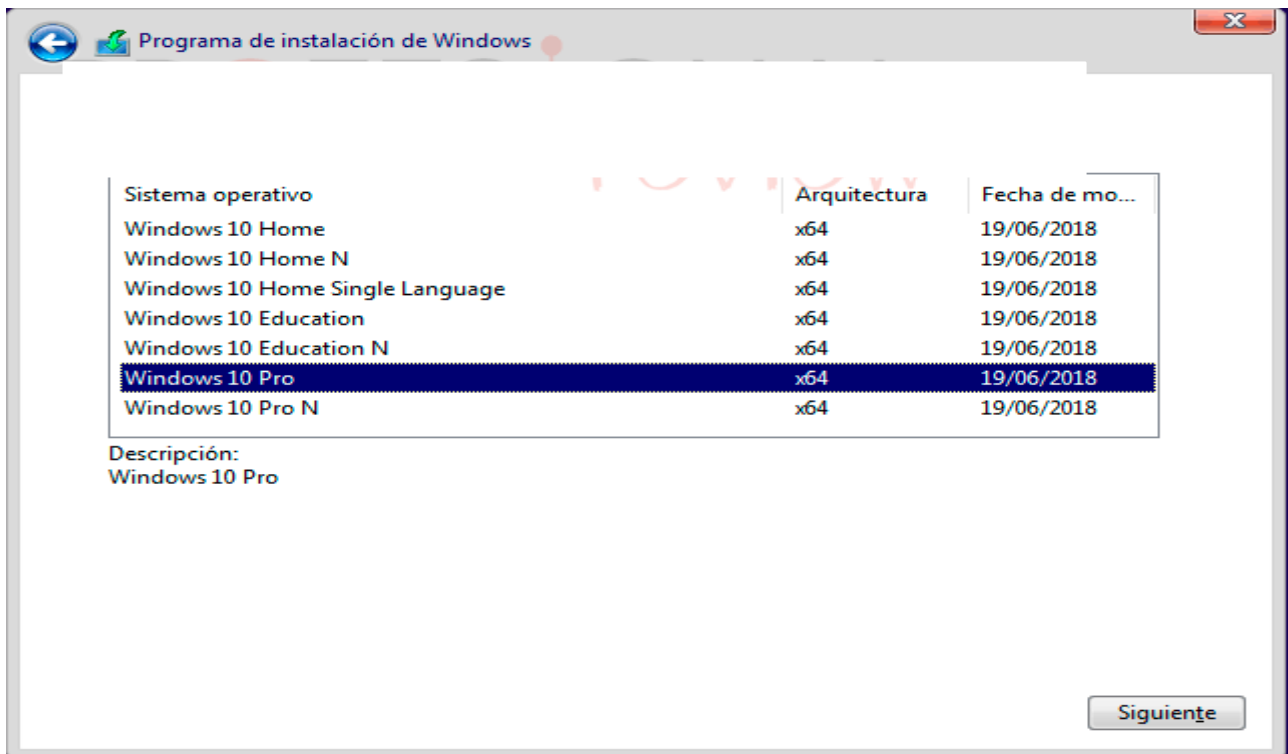 Programa de instalación de Windows
Sistema operativo Arquitectura Fecha de mo...
Windows 10 Home x64 19/06/2018
Windows 10 Home N x64 19/06/2018
Windows 10 Home Single Language x64 19/06/2018
Windows 10 Education x64 19/06/2018
Windows 10 Education N x64 19/06/2018
Windows 10 Pro x64 19/06/2018
Windows 10 Pro N x64 19/06/2018
Descripción:
Windows 10 Pro
Siguiente